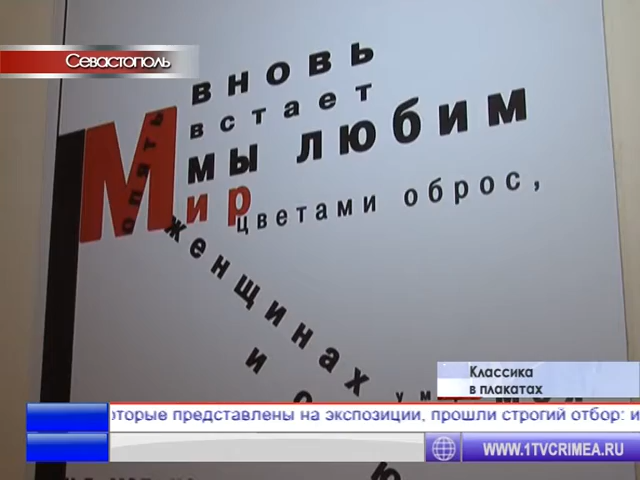 Севастополь
вновь
встает
мы любим
опять
Мир
цветами оброс,
женщинах
и
у
Классика
в плакатах
оторые представлены на экспозиции, прошли строгий отбор: и
WWW.1TVCRIMEA.RU